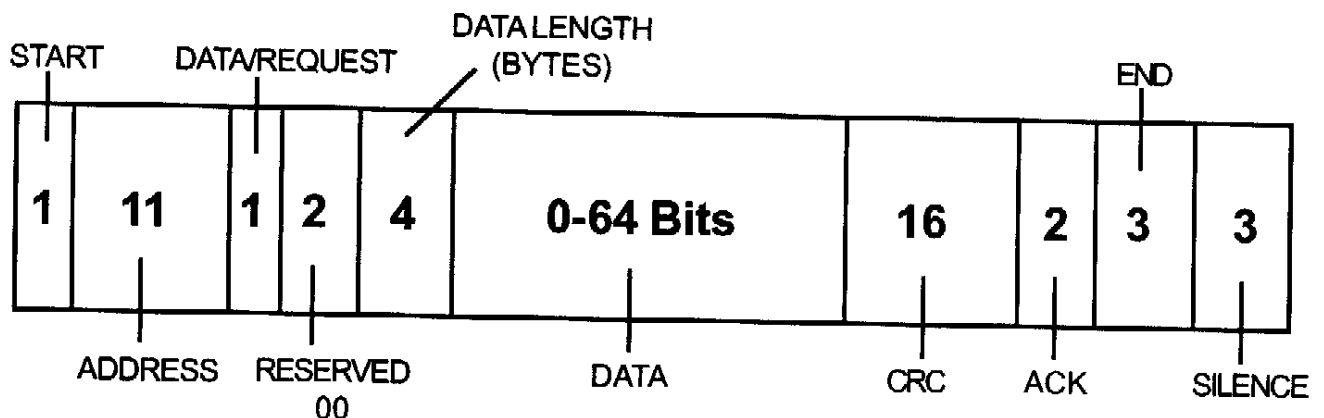 START
DATA/REQUEST
DATA LENGTH
(BYTES)
END
1 11 1 2 4 0-64 Bits 16 2 3 3
ADDRESS
RESERVED
00
DATA
CRC
ACK
SILENCE